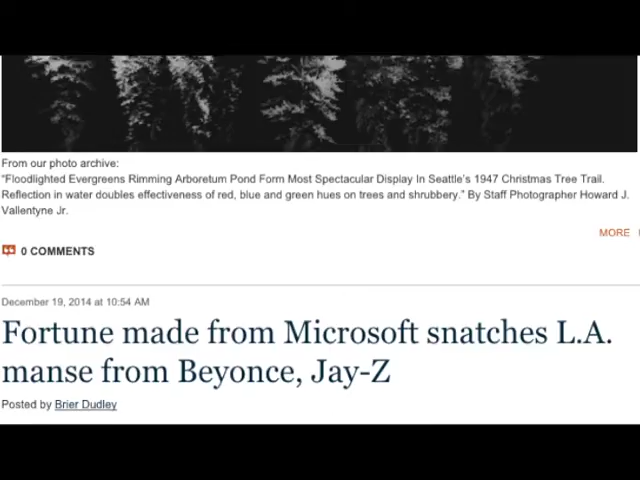 From our photo archive:
“Floodlighted Evergreens Rimming Arboretum Pond Form Most Spectacular Display In Seattle’s 1947 Christmas Tree Trail.
Reflection in water doubles effectiveness of red, blue and green hues on trees and shrubbery.” By Staff Photographer Howard J.
Vallentyne Jr.
MORE
0 COMMENTS
December 19, 2014 at 10:54 AM
Fortune made from Microsoft snatches L.A.
manse from Beyonce, Jay-Z
Posted by Brier Dudley